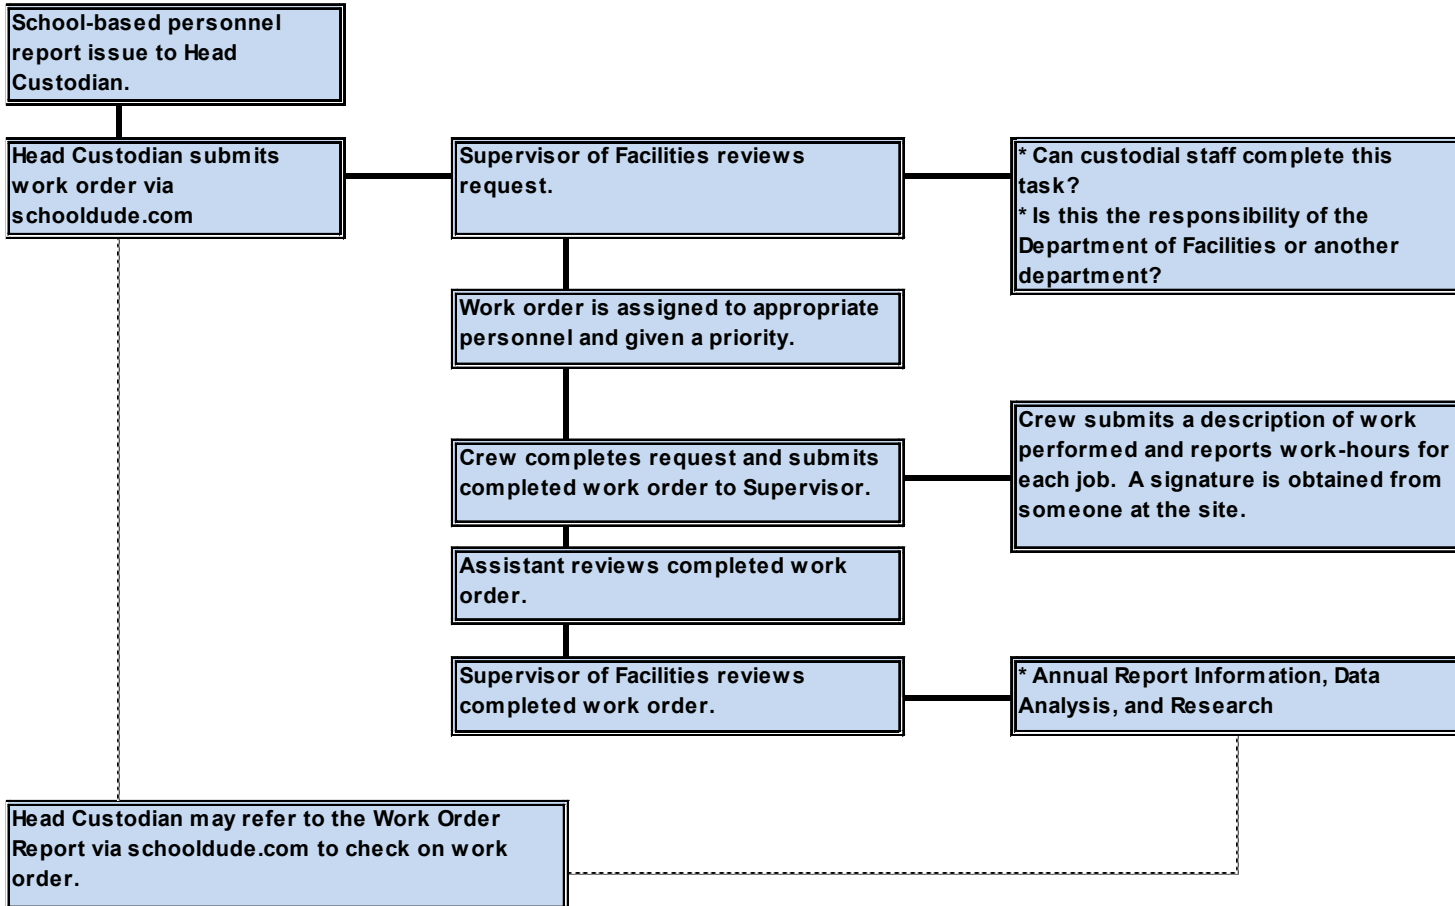 School-based personnel
report issue to Head
Custodian.
Head Custodian submits
work order via
schooldude.com
Supervisor of Facilities reviews
request.
* Can custodial staff complete this
task?
* Is this the responsibility of the
Department of Facilities or another
department?
Work order is assigned to appropriate
personnel and given a priority.
Crew completes request and submits
completed work order to Supervisor.
Crew submits a description of work
performed and reports work-hours for
each job.  A signature is obtained from
someone at the site.
Assistant reviews completed work
order.
Supervisor of Facilities reviews
completed work order.
* Annual Report Information, Data
Analysis, and Research
Head Custodian may refer to the Work Order
Report via schooldude.com to check on work
order.